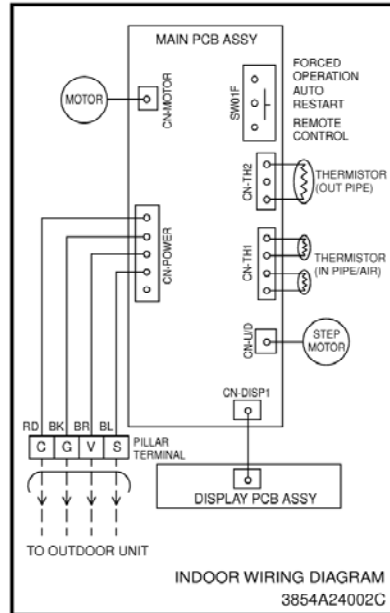 MAIN PCB ASSY
MOTOR
CN-MOTOR
SW01F
FORCED
OPERATION
AUTO
RESTART
REMOTE
CONTROL
CN-TH2
THERMISTOR
(OUT PIPE)
CN-POWER
CN-TH1
THERMISTOR
(IN PIPE/AIR)
CN-U/D
STEP
MOTOR
CN-DISP1
RD BK BR BL
C G V S
PILLAR
TERMINAL
DISPLAY PCB ASSY
TO OUTDOOR UNIT
INDOOR WIRING DIAGRAM
3854A24002C